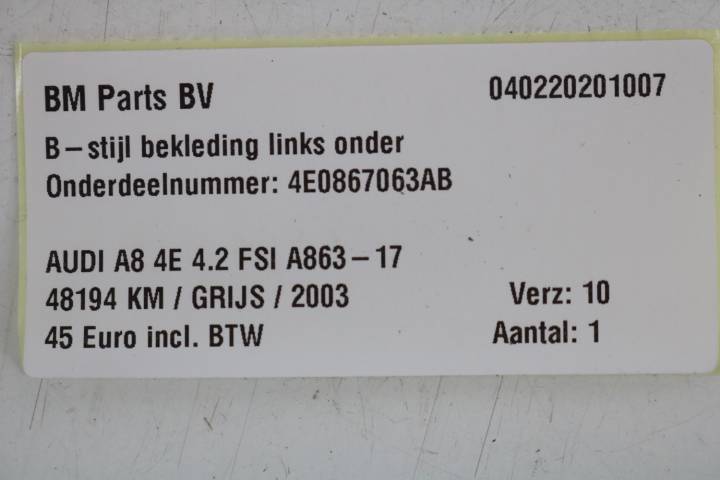 BM Parts BV 040220201007
B-stijl bekleding links onder
Onderdeelnummer: 4E0867063AB
AUDI A8 4E 4.2 FSI A863-17
48194 KM / GRIJS / 2003 Verz: 10
45 Euro incl. BTW Aantal: 1